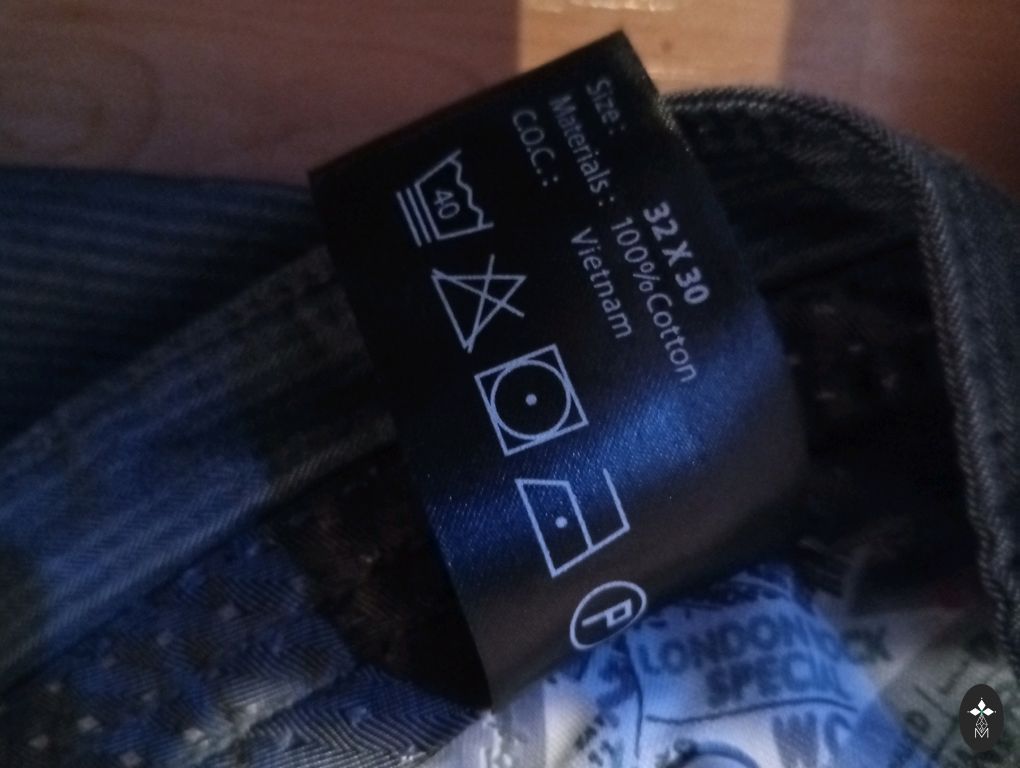 Size: 32 X 30
Materials: 100%Cotton
C.O.C.: Vietnam
40
P
LONDON
SPECIAL
M